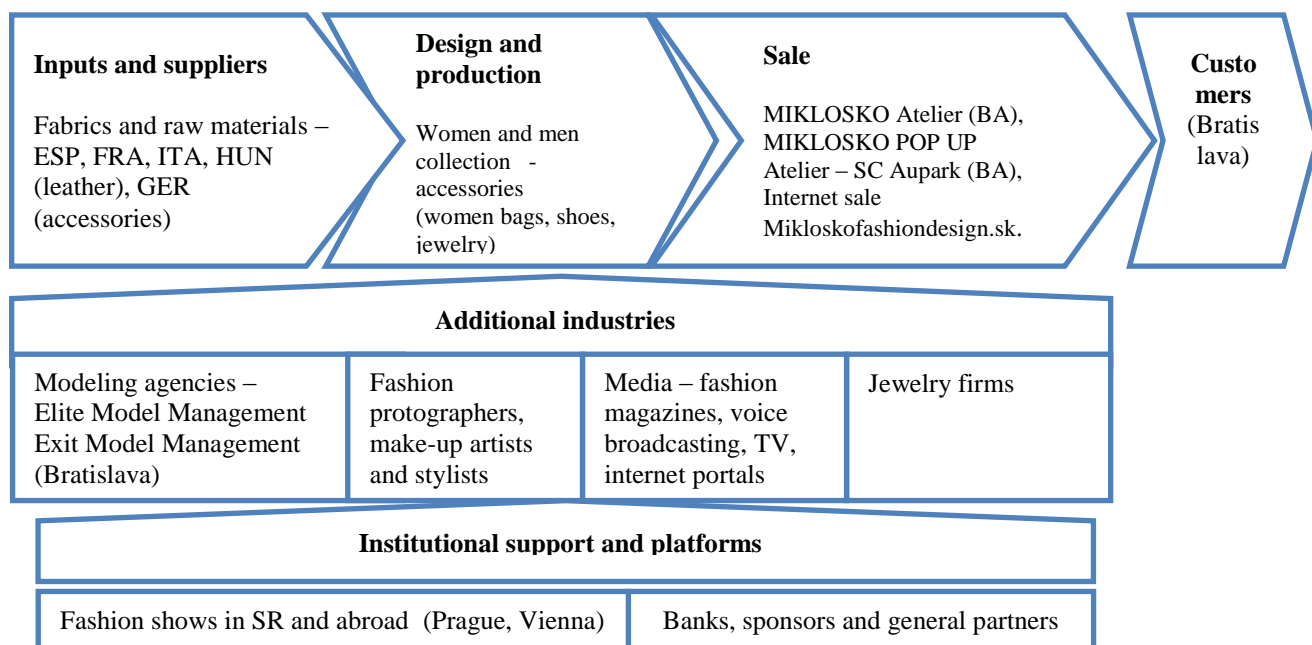 Inputs and suppliers
Fabrics and raw materials –
ESP, FRA, ITA, HUN
(leather), GER
(accessories)
Design and
production
Women and men
collection -
accessories
(women bags, shoes,
jewelry)
Sale
MIKLOSKO Atelier (BA),
MIKLOSKO POP UP
Atelier – SC Aupark (BA),
Internet sale
Mikloskofashiondesign.sk.
Custo
mers
(Bratis
lava)
Additional industries
Modeling agencies –
Elite Model Management
Exit Model Management
(Bratislava)
Fashion
protographers,
make-up artists
and stylists
Media – fashion
magazines, voice
broadcasting, TV,
internet portals
Jewelry firms
Institutional support and platforms
Fashion shows in SR and abroad (Prague, Vienna)
Banks, sponsors and general partners